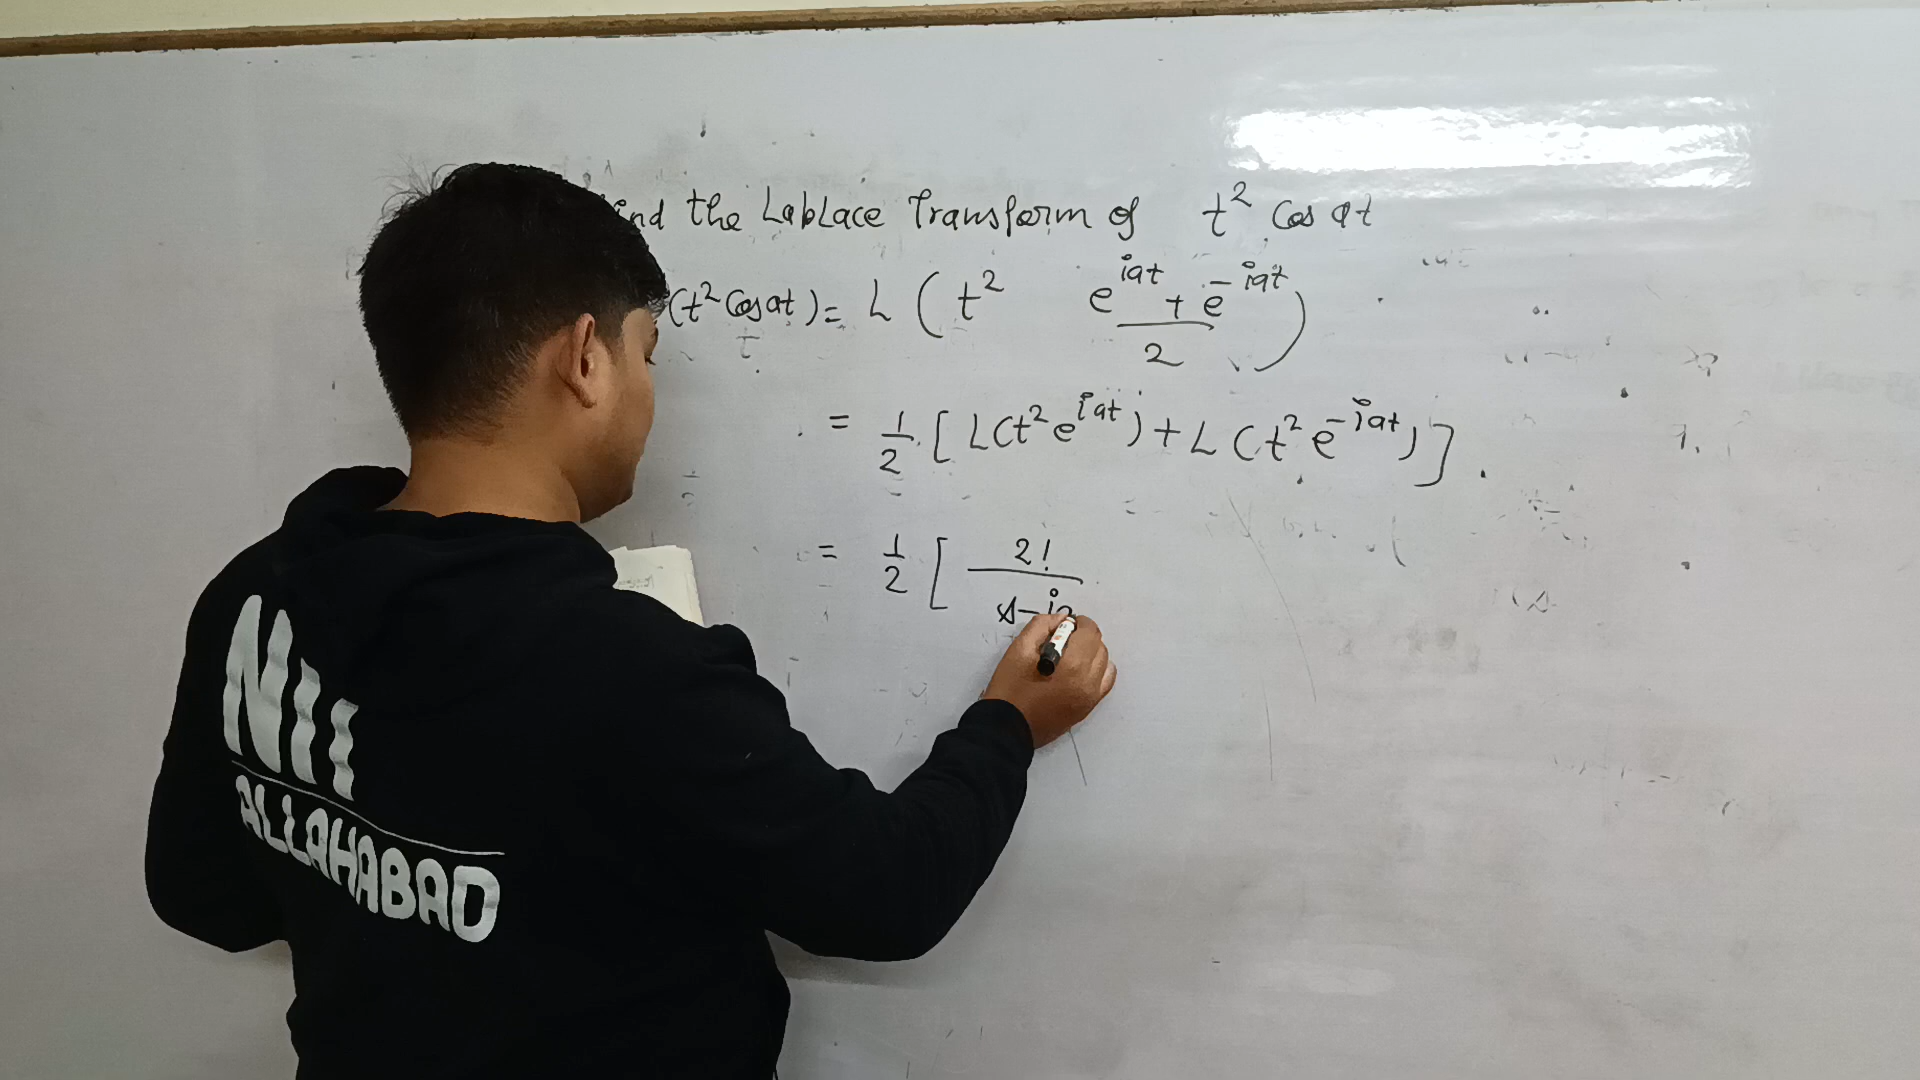 ind the Lablace Transform of t² Cos at
(t² Cos at) = L ( t² (e^{iat} + e^{-iat})/2 )
= 1/2 [ L(t² e^{iat}) + L(t² e^{-iat}) ].
= 1/2 [ 2!/(s-ia
ALLAHABAD